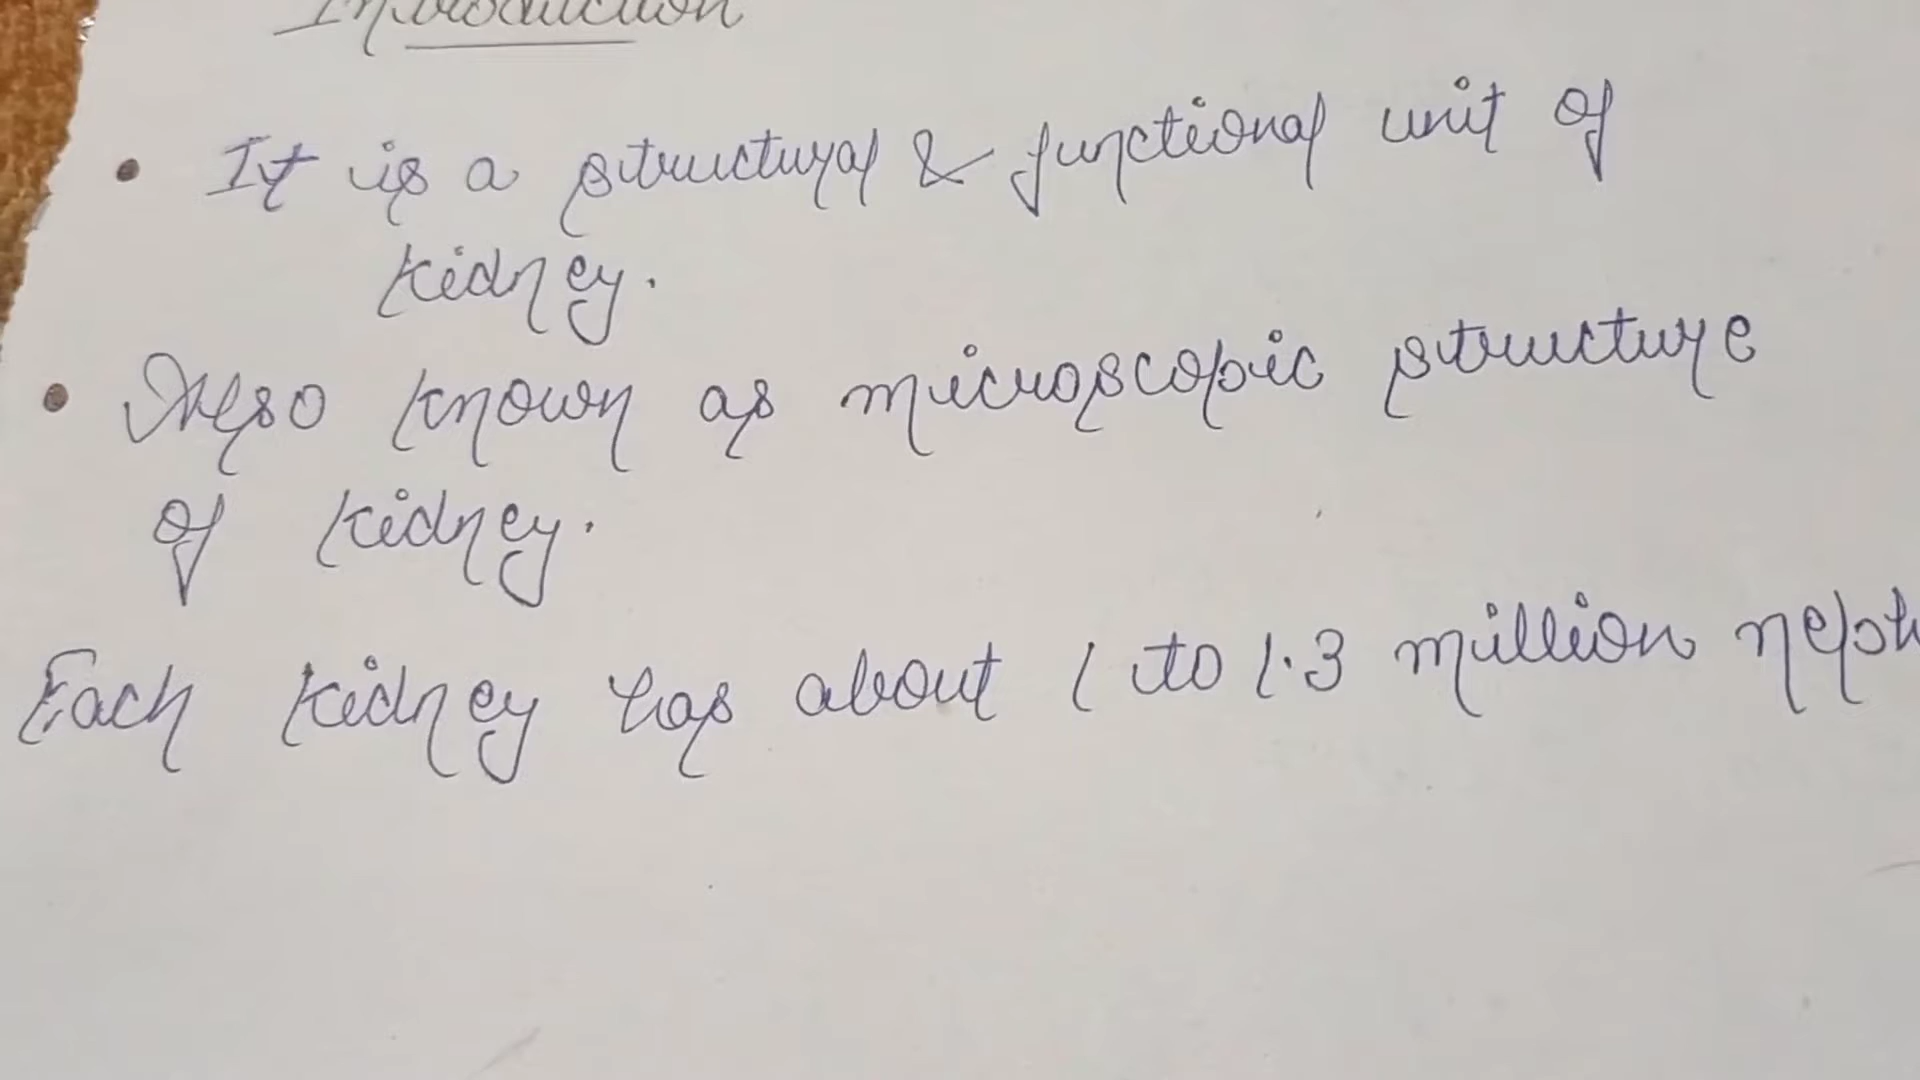 Introduction
• It is a structural & functional unit of
kidney.
• Also known as microscopic structure
of kidney.
Each kidney has about 1 to 1.3 million neph